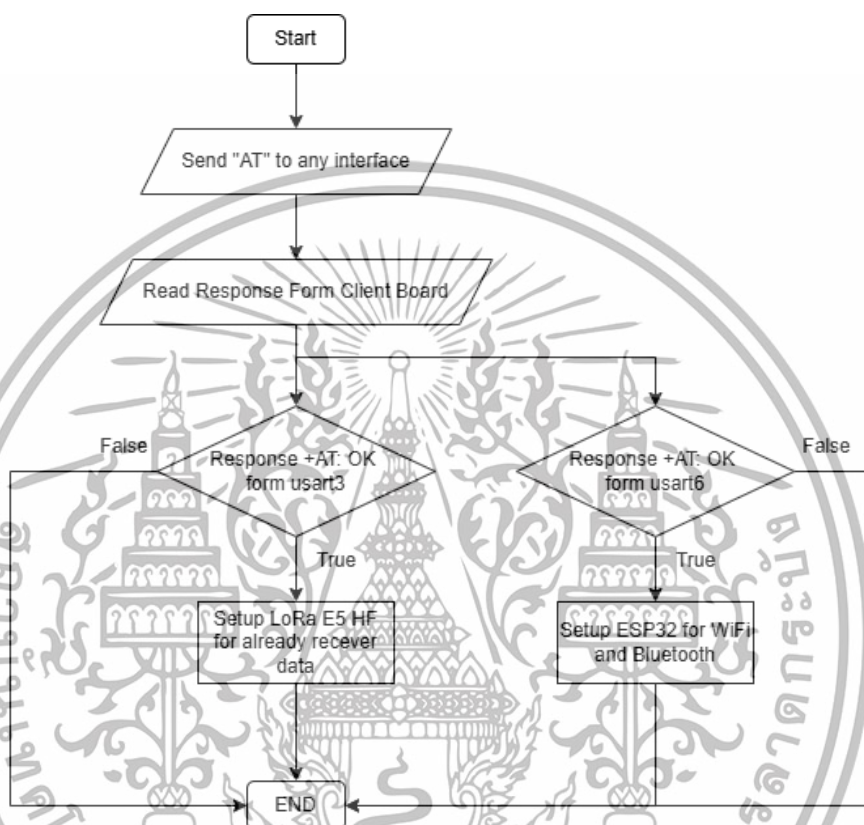 Start
Send "AT" to any interface
Read Response Form Client Board
False
Response +AT: OK
form usart3
Response +AT: OK
form usart6
False
True
True
Setup LoRa E5 HF
for already recever
data
Setup ESP32 for WiFi
and Bluetooth
END